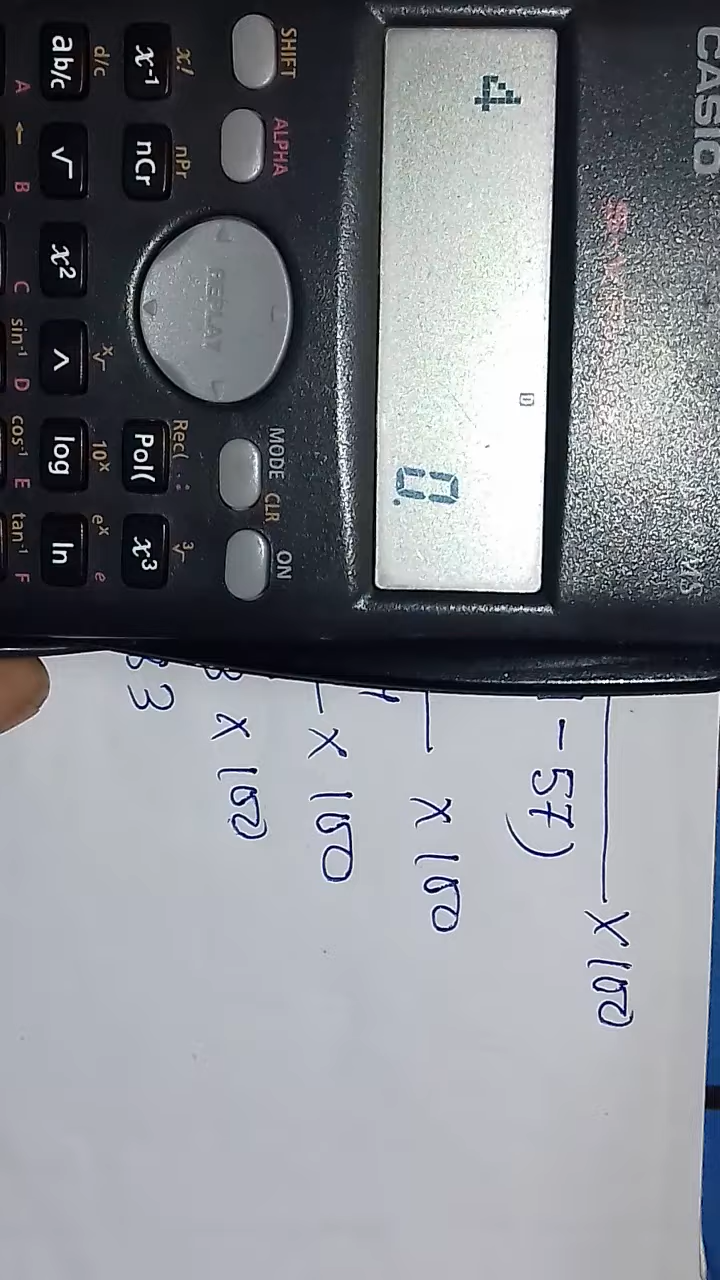 CASIO
4
D
0.
SHIFT ALPHA MODE CLR ON
REPLAY
x! nPr Rec( : ³√
x⁻¹ nCr Pol( x³
d/c ˣ√ 10ˣ eˣ e
ab/c √ x² ^ log ln
A ← B C sin⁻¹ D cos⁻¹ E tan⁻¹ F
x 100
- 57)
x 100
x 100
x 100
33